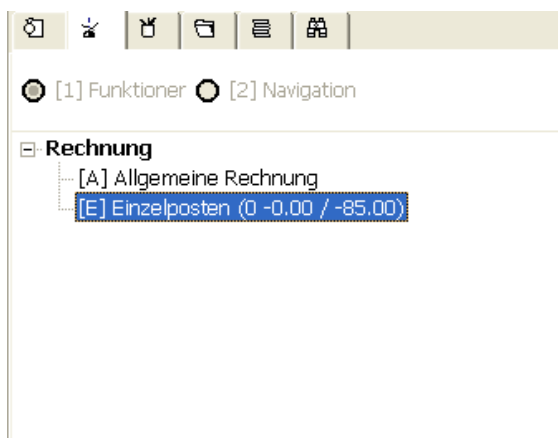 [1] Funktioner [2] Navigation
Rechnung
[A] Allgemeine Rechnung
[E] Einzelposten (0 -0.00 / -85.00)